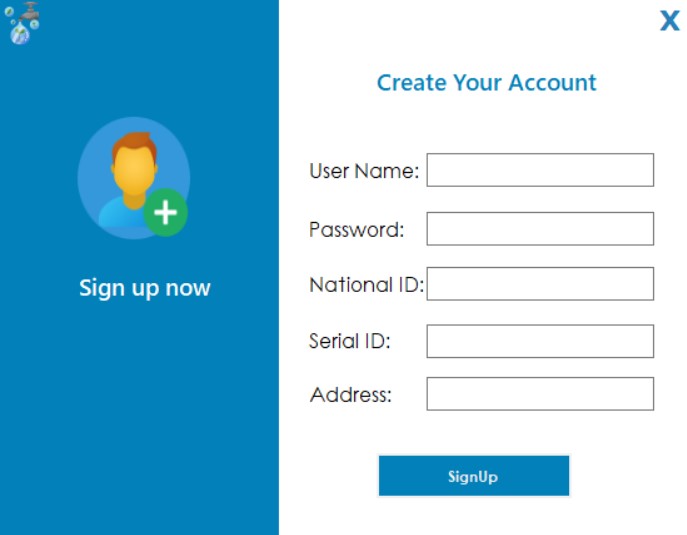 X
Create Your Account
User Name:
Password:
National ID:
Serial ID:
Address:
SignUp
Sign up now